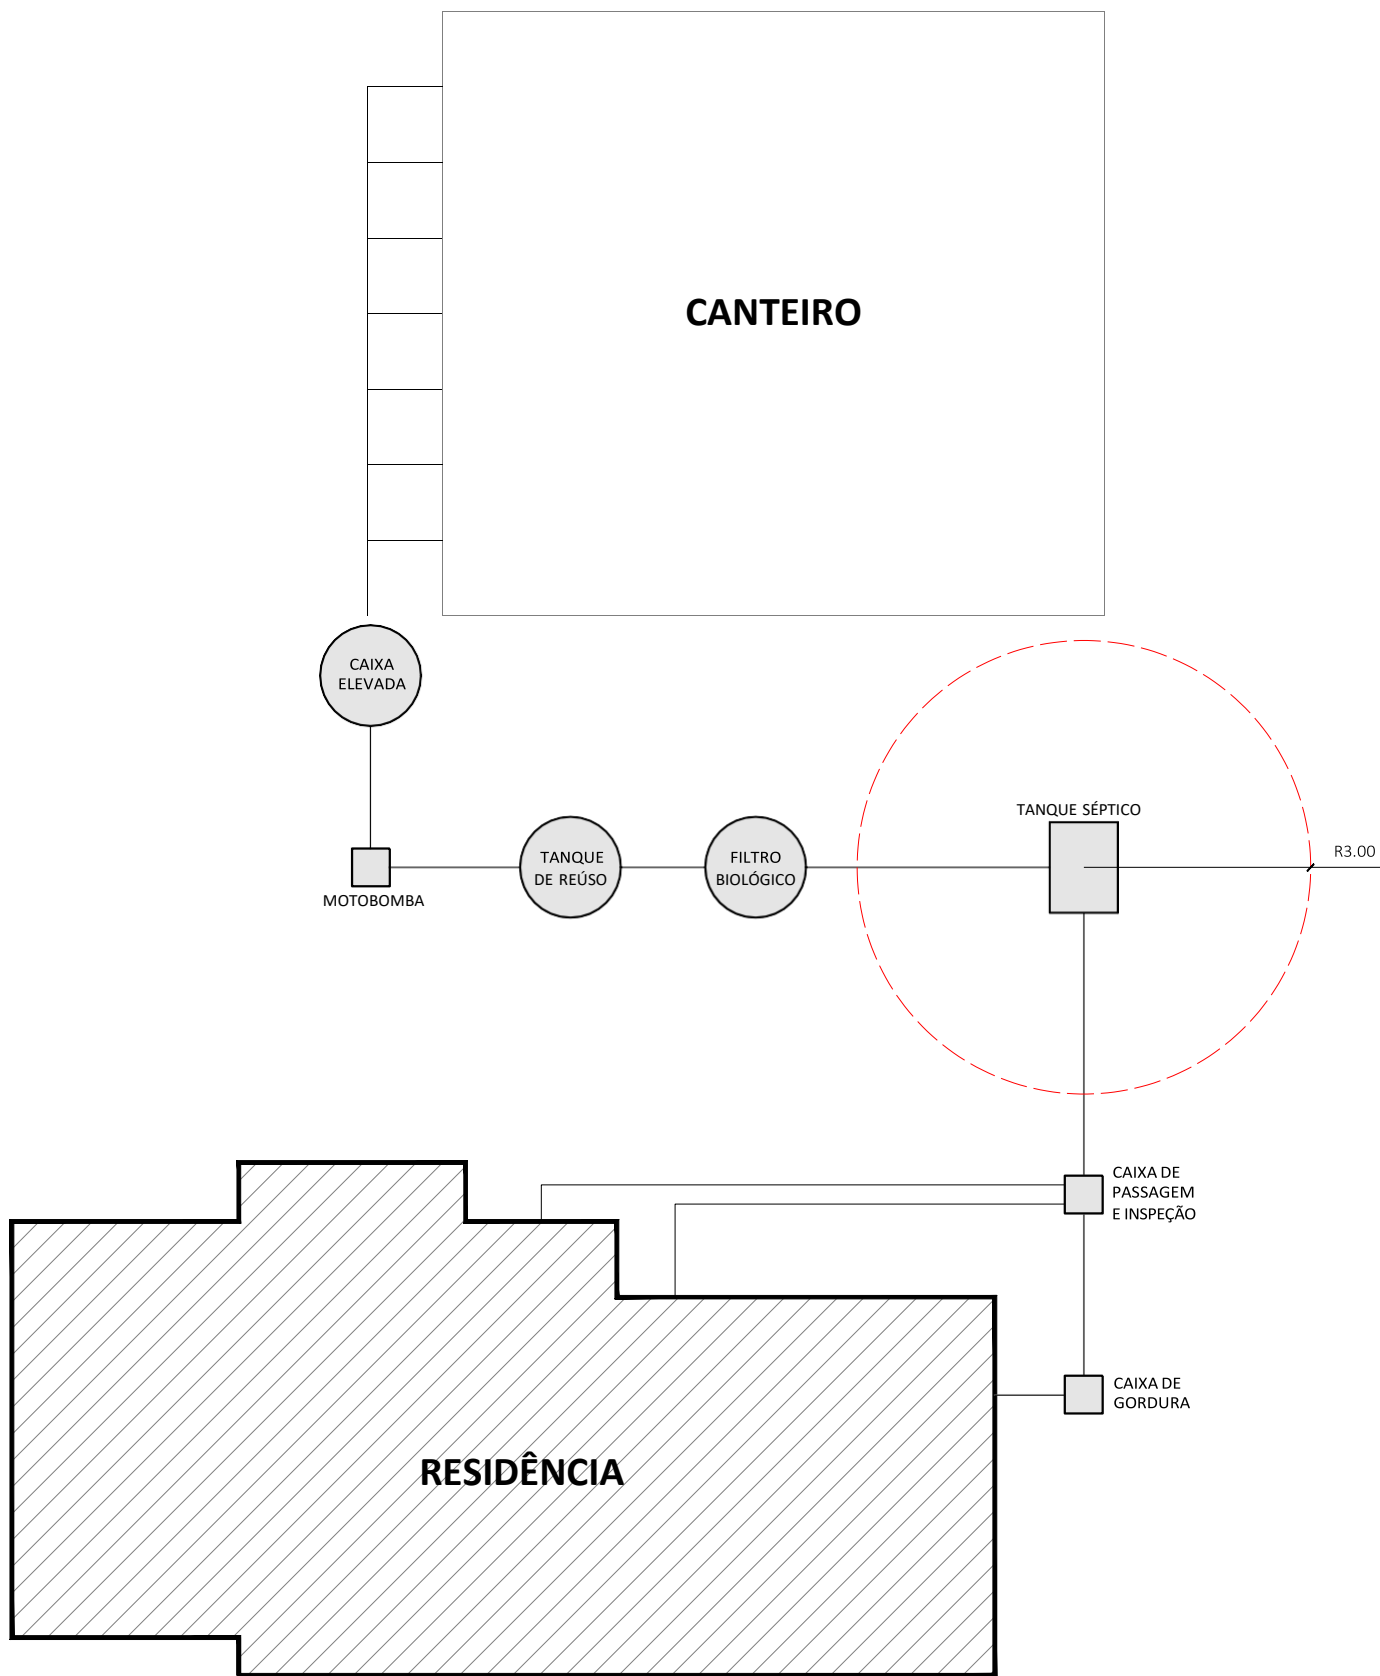 CANTEIRO
CAIXA
ELEVADA
TANQUE SÉPTICO
R3.00
TANQUE
DE REÚSO
FILTRO
BIOLÓGICO
MOTOBOMBA
CAIXA DE
PASSAGEM
E INSPEÇÃO
CAIXA DE
GORDURA
RESIDÊNCIA